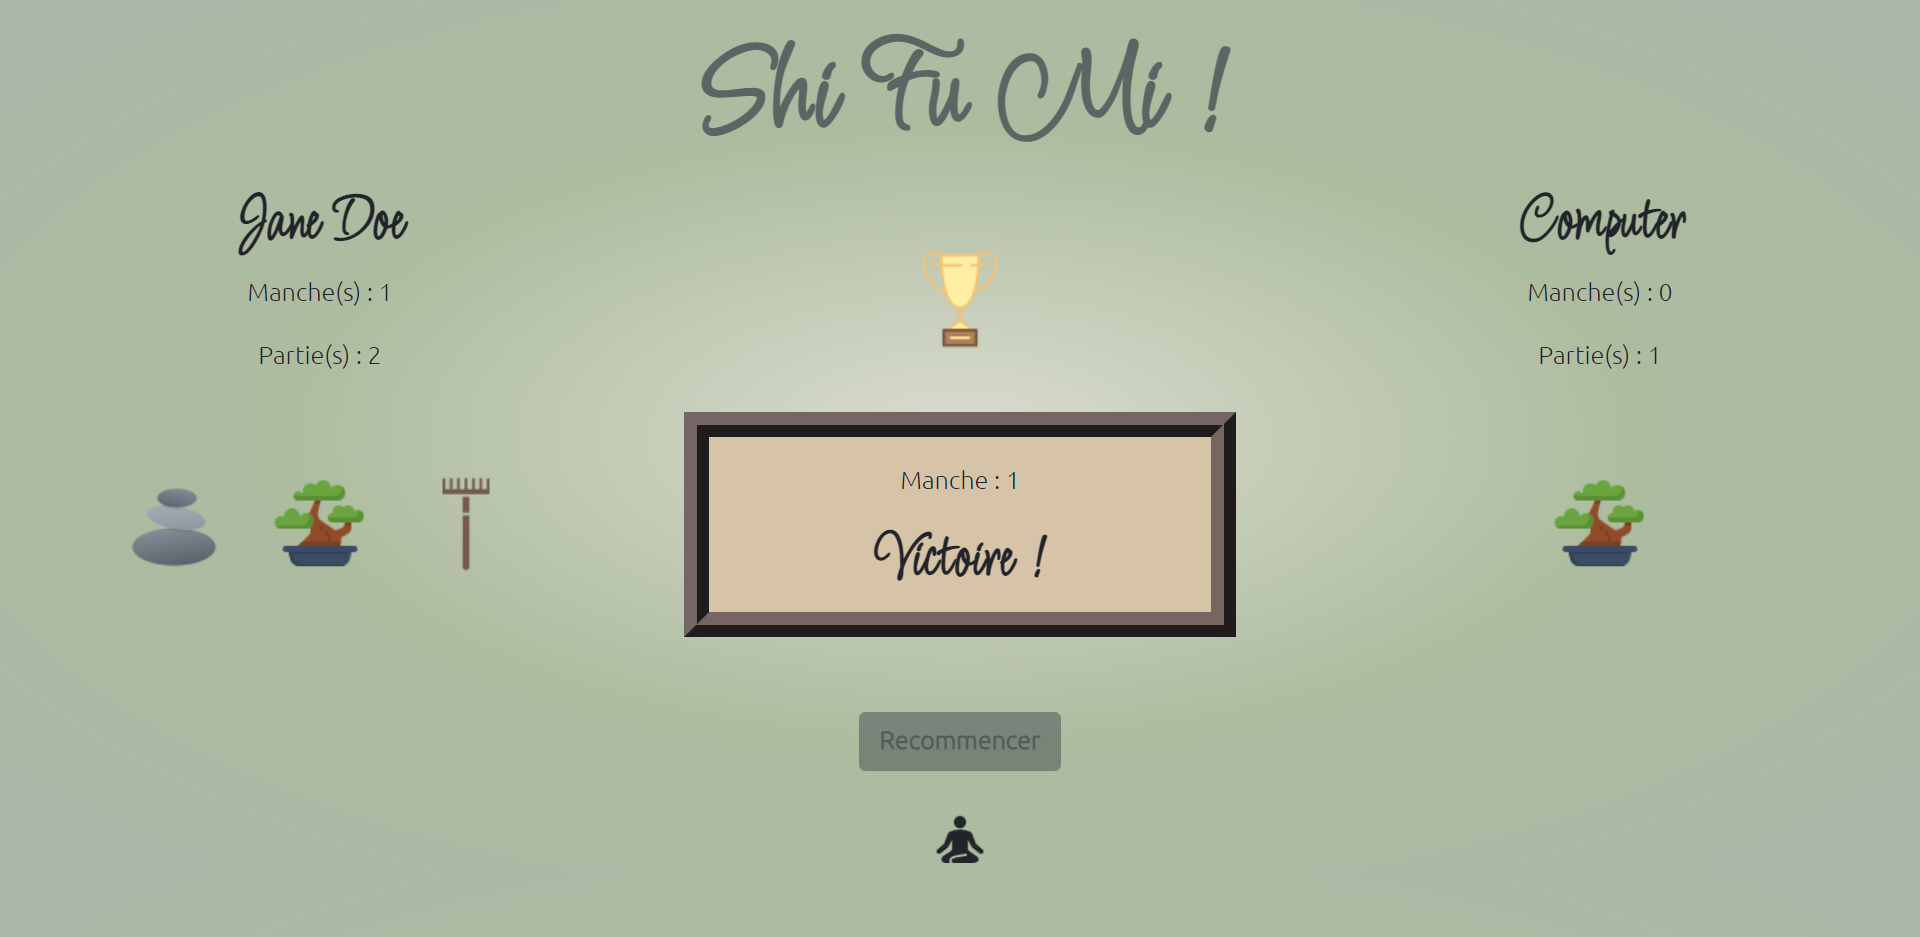 Shi Fu Mi !
Jane Doe
Manche(s) : 1
Partie(s) : 2
Computer
Manche(s) : 0
Partie(s) : 1
Manche : 1
Victoire !
Recommencer